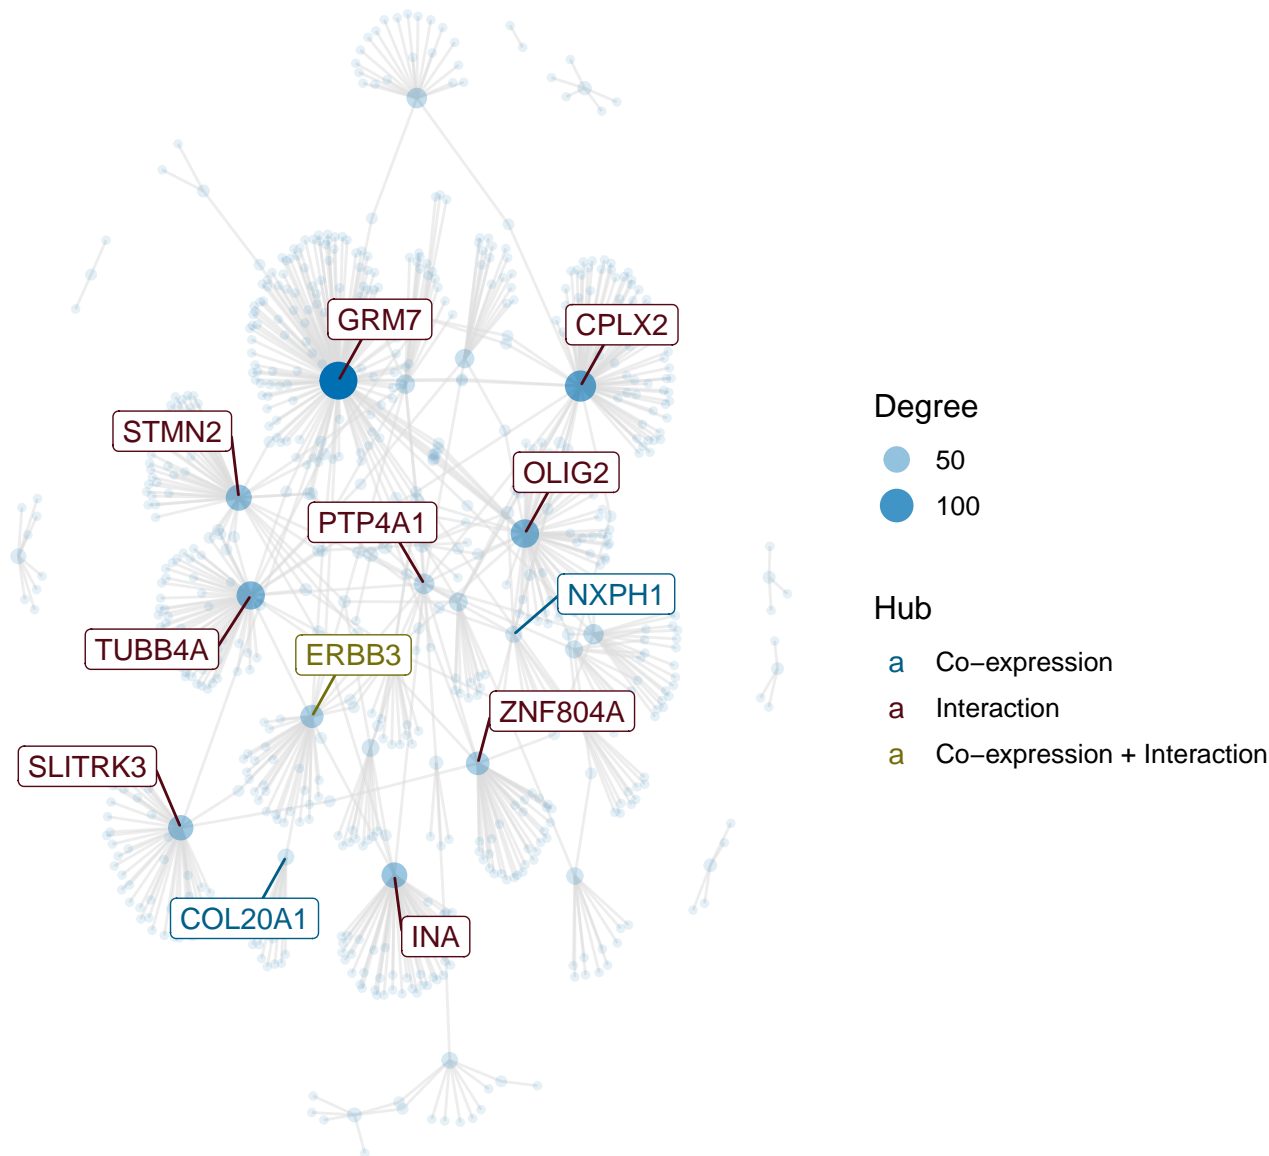 GRM7
CPLX2
STMN2
OLIG2
PTP4A1
NXPH1
TUBB4A
ERBB3
ZNF804A
SLITRK3
COL20A1
INA
Degree
50
100
Hub
a Co−expression
a Interaction
a Co−expression + Interaction